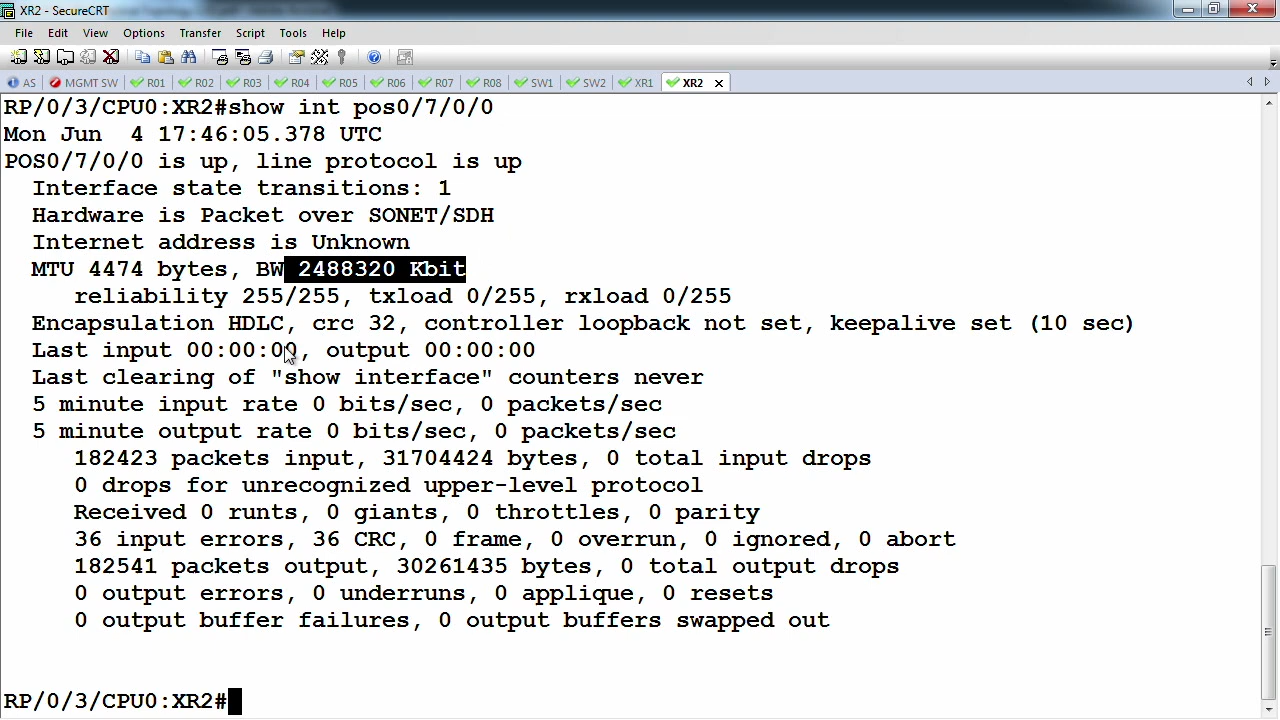 XR2 - SecureCRT
File Edit View Options Transfer Script Tools Help
AS MGMT SW R01 R02 R03 R04 R05 R06 R07 R08 SW1 SW2 XR1 XR2
RP/0/3/CPU0:XR2#show int pos0/7/0/0
Mon Jun  4 17:46:05.378 UTC
POS0/7/0/0 is up, line protocol is up
  Interface state transitions: 1
  Hardware is Packet over SONET/SDH
  Internet address is Unknown
  MTU 4474 bytes, BW 2488320 Kbit
     reliability 255/255, txload 0/255, rxload 0/255
  Encapsulation HDLC, crc 32, controller loopback not set, keepalive set (10 sec)
  Last input 00:00:00, output 00:00:00
  Last clearing of "show interface" counters never
  5 minute input rate 0 bits/sec, 0 packets/sec
  5 minute output rate 0 bits/sec, 0 packets/sec
     182423 packets input, 31704424 bytes, 0 total input drops
     0 drops for unrecognized upper-level protocol
     Received 0 runts, 0 giants, 0 throttles, 0 parity
     36 input errors, 36 CRC, 0 frame, 0 overrun, 0 ignored, 0 abort
     182541 packets output, 30261435 bytes, 0 total output drops
     0 output errors, 0 underruns, 0 applique, 0 resets
     0 output buffer failures, 0 output buffers swapped out
RP/0/3/CPU0:XR2#